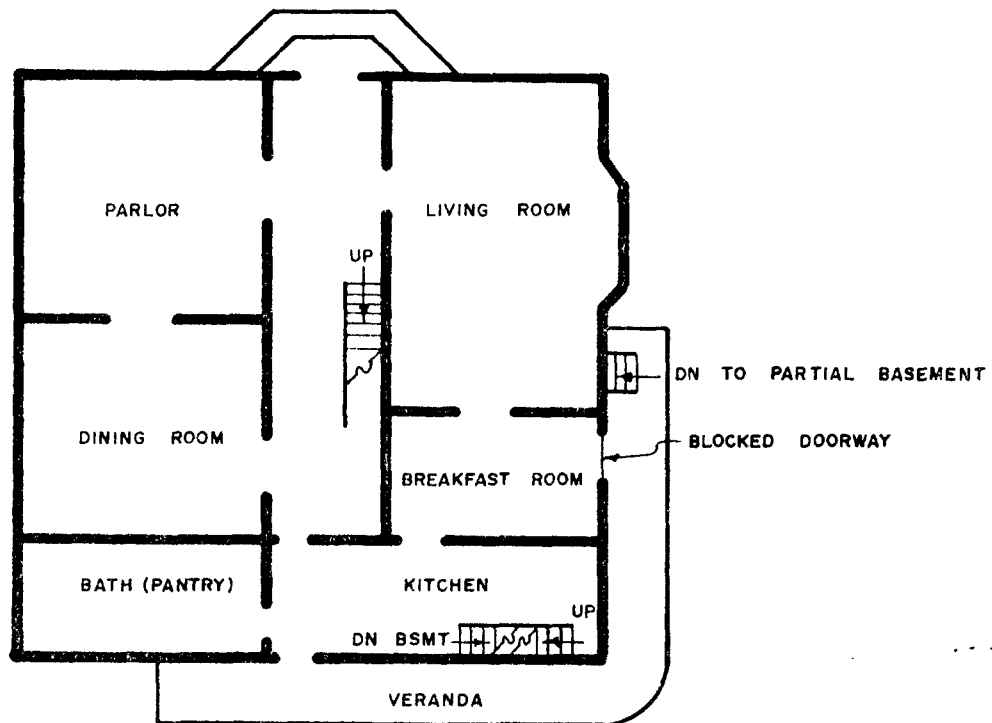 PARLOR
LIVING ROOM
UP
DN TO PARTIAL BASEMENT
DINING ROOM
BLOCKED DOORWAY
BREAKFAST ROOM
BATH (PANTRY)
KITCHEN
UP
DN BSMT
VERANDA